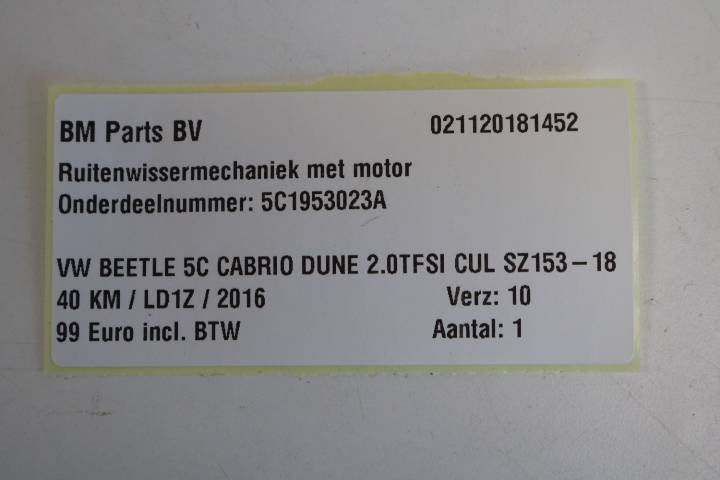 BM Parts BV 021120181452
Ruitenwissermechaniek met motor
Onderdeelnummer: 5C1953023A
VW BEETLE 5C CABRIO DUNE 2.0TFSI CUL SZ153-18
40 KM / LD1Z / 2016 Verz: 10
99 Euro incl. BTW Aantal: 1